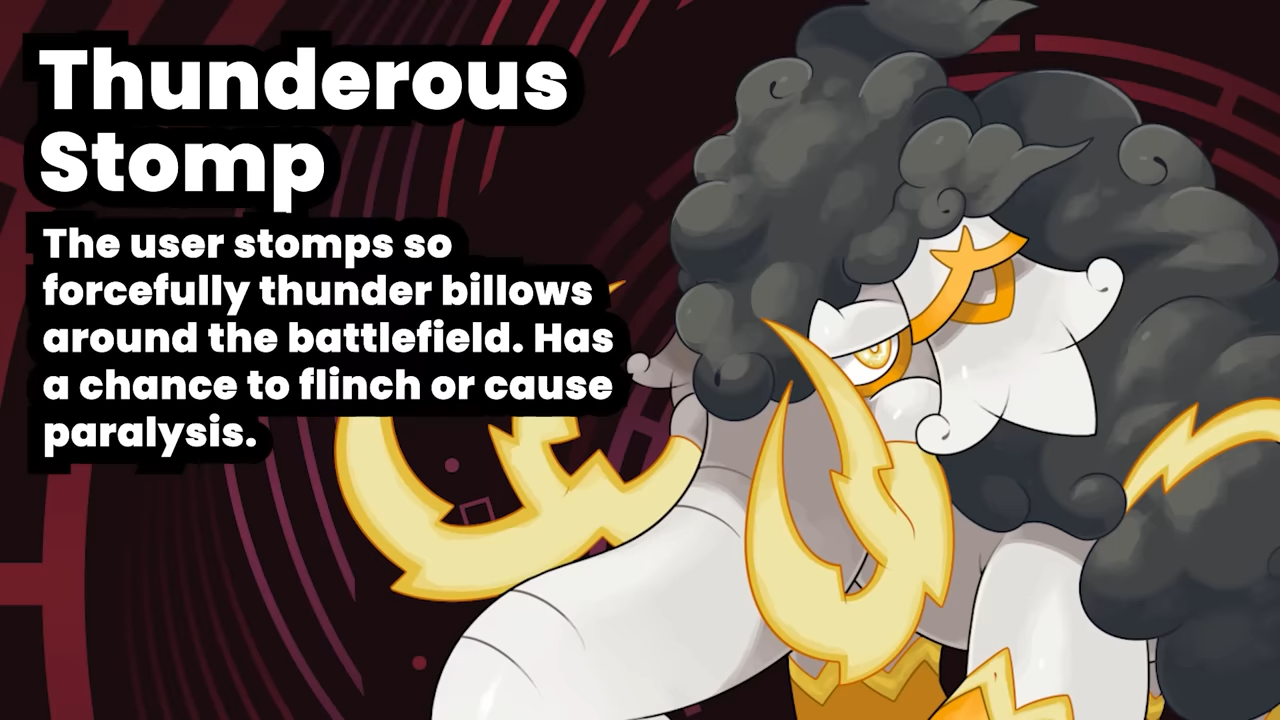 Thunderous
Stomp
The user stomps so
forcefully thunder billows
around the battlefield. Has
a chance to flinch or cause
paralysis.